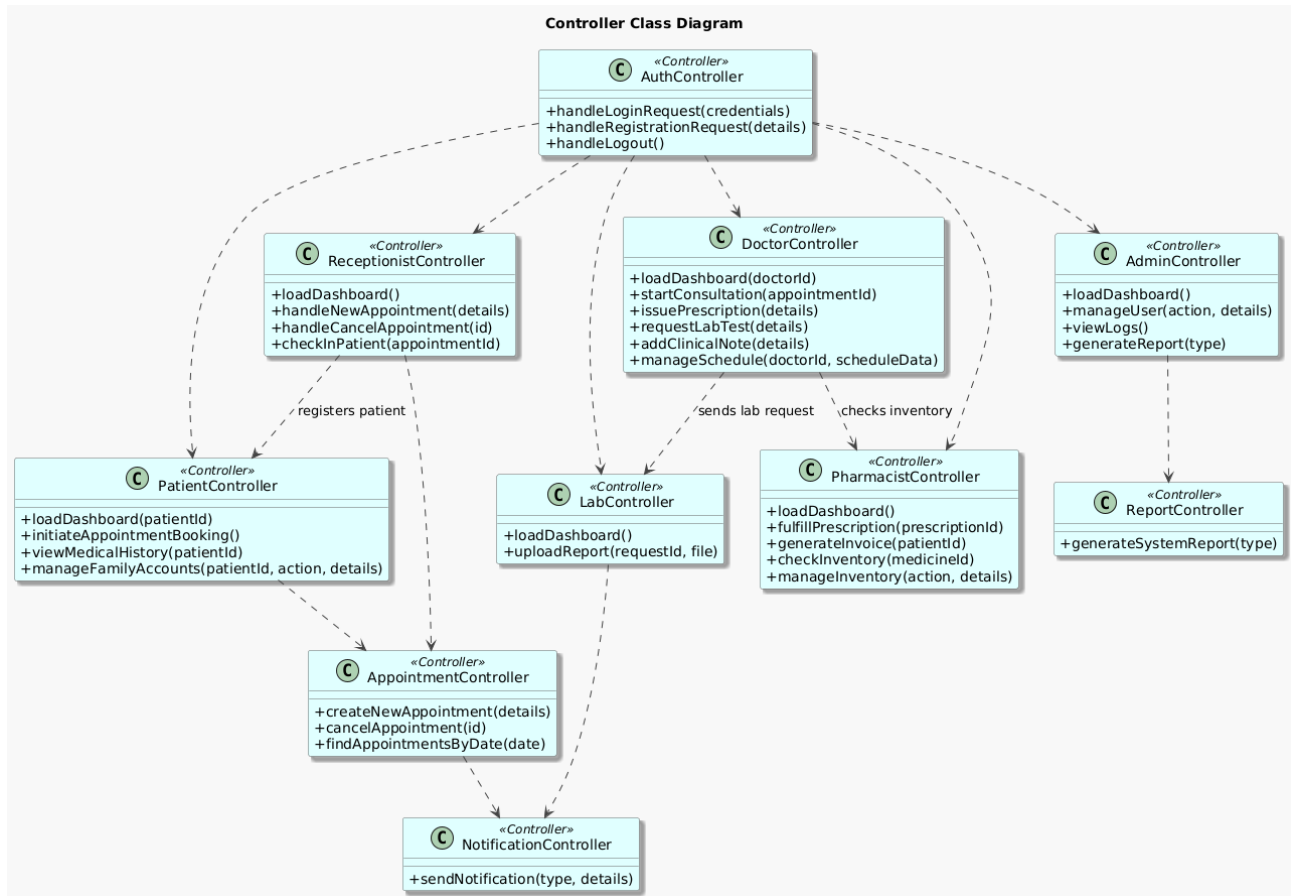 Controller Class Diagram
C
«Controller»
AuthController
+handleLoginRequest(credentials)
+handleRegistrationRequest(details)
+handleLogout()
C
«Controller»
ReceptionistController
+loadDashboard()
+handleNewAppointment(details)
+handleCancelAppointment(id)
+checkInPatient(appointmentId)
C
«Controller»
DoctorController
+loadDashboard(doctorId)
+startConsultation(appointmentId)
+issuePrescription(details)
+requestLabTest(details)
+addClinicalNote(details)
+manageSchedule(doctorId, scheduleData)
C
«Controller»
AdminController
+loadDashboard()
+manageUser(action, details)
+viewLogs()
+generateReport(type)
registers patient
sends lab request
checks inventory
C
«Controller»
PatientController
+loadDashboard(patientId)
+initiateAppointmentBooking()
+viewMedicalHistory(patientId)
+manageFamilyAccounts(patientId, action, details)
C
«Controller»
LabController
+loadDashboard()
+uploadReport(requestId, file)
C
«Controller»
PharmacistController
+loadDashboard()
+fulfillPrescription(prescriptionId)
+generateInvoice(patientId)
+checkInventory(medicineId)
+manageInventory(action, details)
C
«Controller»
ReportController
+generateSystemReport(type)
C
«Controller»
AppointmentController
+createNewAppointment(details)
+cancelAppointment(id)
+findAppointmentsByDate(date)
C
«Controller»
NotificationController
+sendNotification(type, details)